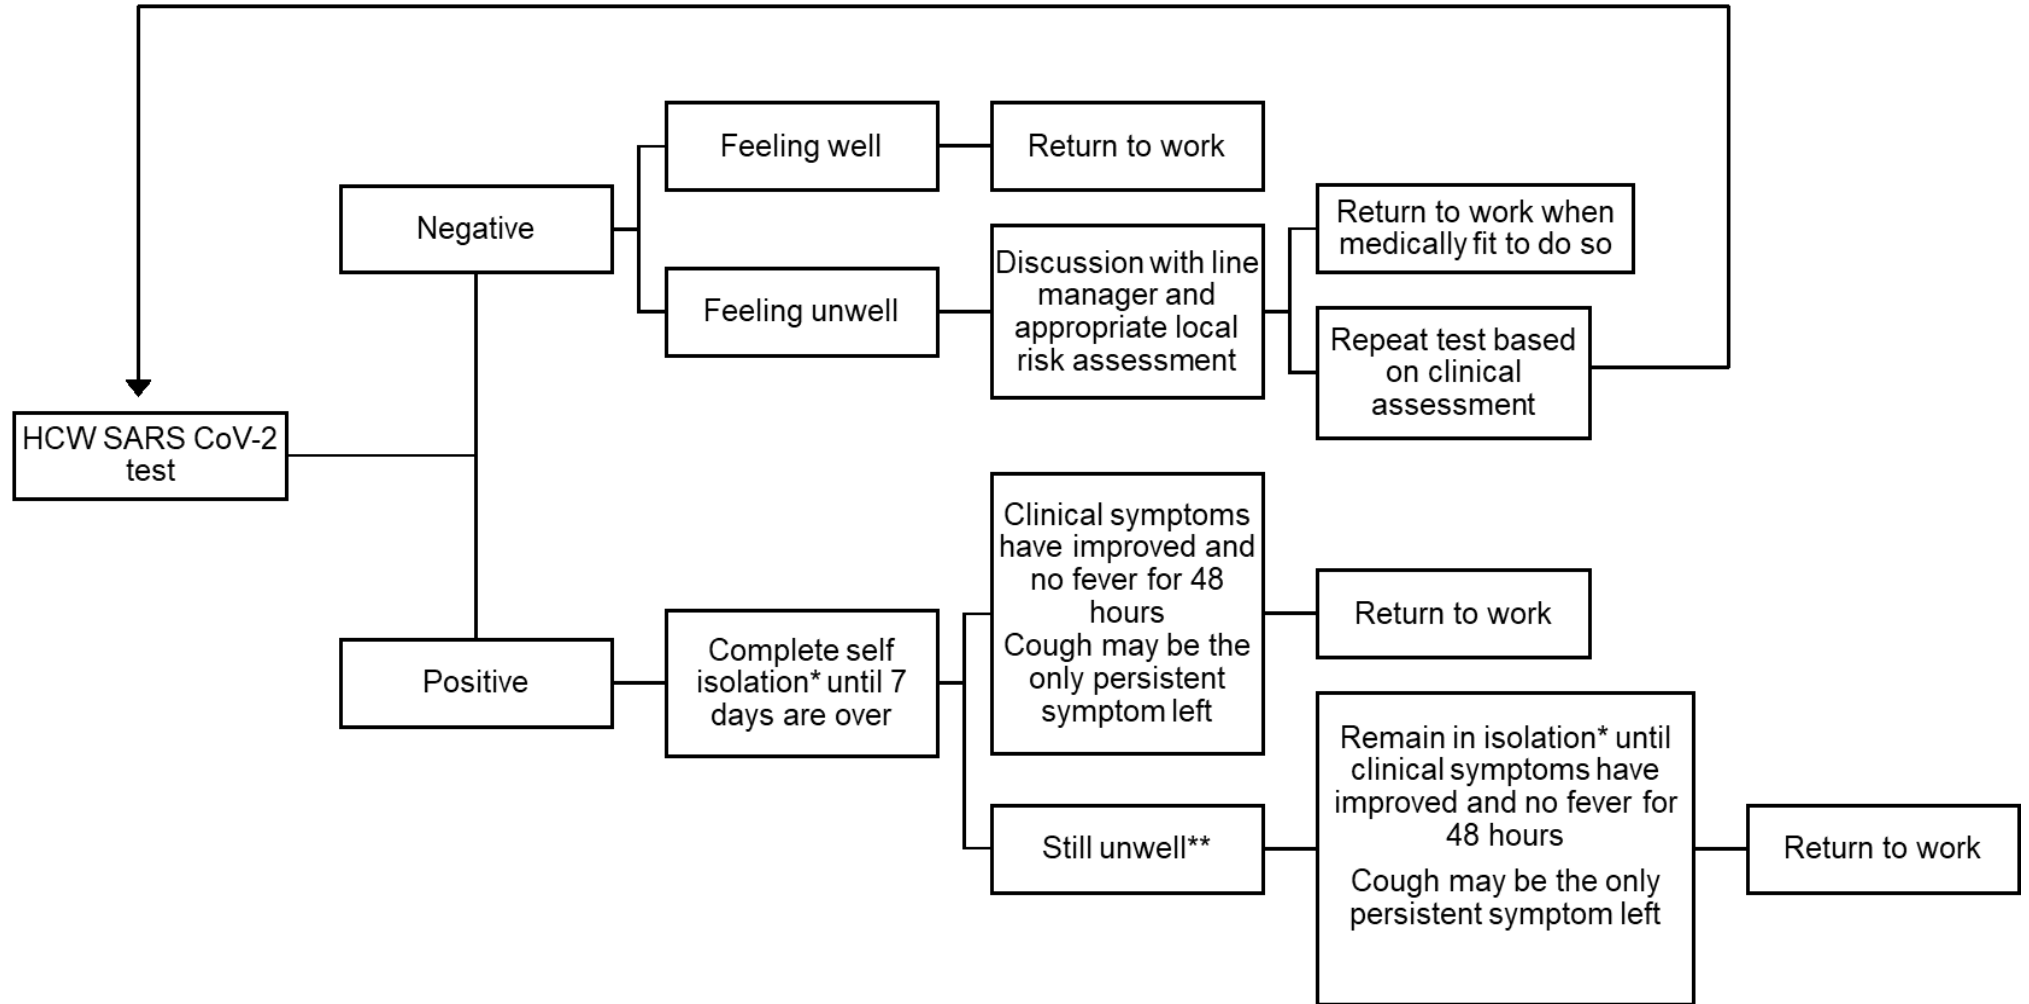 Feeling well
Return to work
Negative
Return to work when
medically fit to do so
Feeling unwell
Discussion with line
manager and
appropriate local
risk assessment
Repeat test based
on clinical
assessment
HCW SARS CoV-2
test
Clinical symptoms
have improved and
no fever for 48
hours
Cough may be the
only persistent
symptom left
Return to work
Positive
Complete self
isolation* until 7
days are over
Still unwell**
Remain in isolation* until
clinical symptoms have
improved and no fever for
48 hours
Cough may be the only
persistent symptom left
Return to work